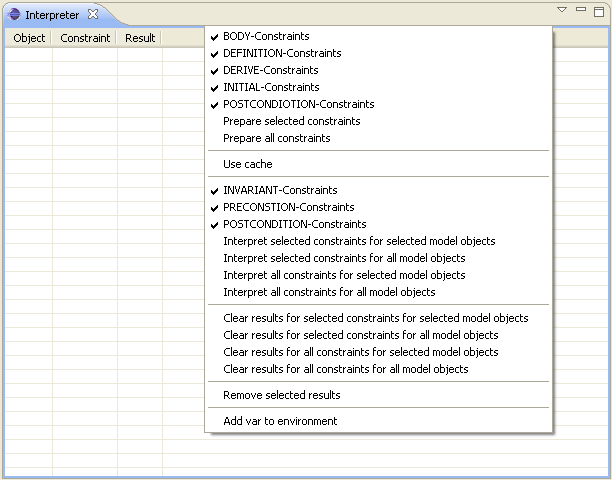 Interpreter
Object Constraint Result
BODY-Constraints
DEFINITION-Constraints
DERIVE-Constraints
INITIAL-Constraints
POSTCONDIOTION-Constraints
Prepare selected constraints
Prepare all constraints
Use cache
INVARIANT-Constraints
PRECONSTION-Constraints
POSTCONDITION-Constraints
Interpret selected constraints for selected model objects
Interpret selected constraints for all model objects
Interpret all constraints for selected model objects
Interpret all constraints for all model objects
Clear results for selected constraints for selected model objects
Clear results for selected constraints for all model objects
Clear results for all constraints for selected model objects
Clear results for all constraints for all model objects
Remove selected results
Add var to environment